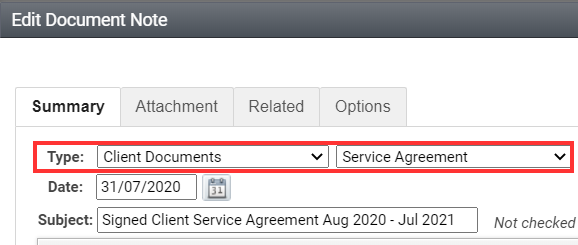 Edit Document Note
Summary Attachment Related Options
Type: Client Documents Service Agreement
Date: 31/07/2020 31
Subject: Signed Client Service Agreement Aug 2020 - Jul 2021 Not checked